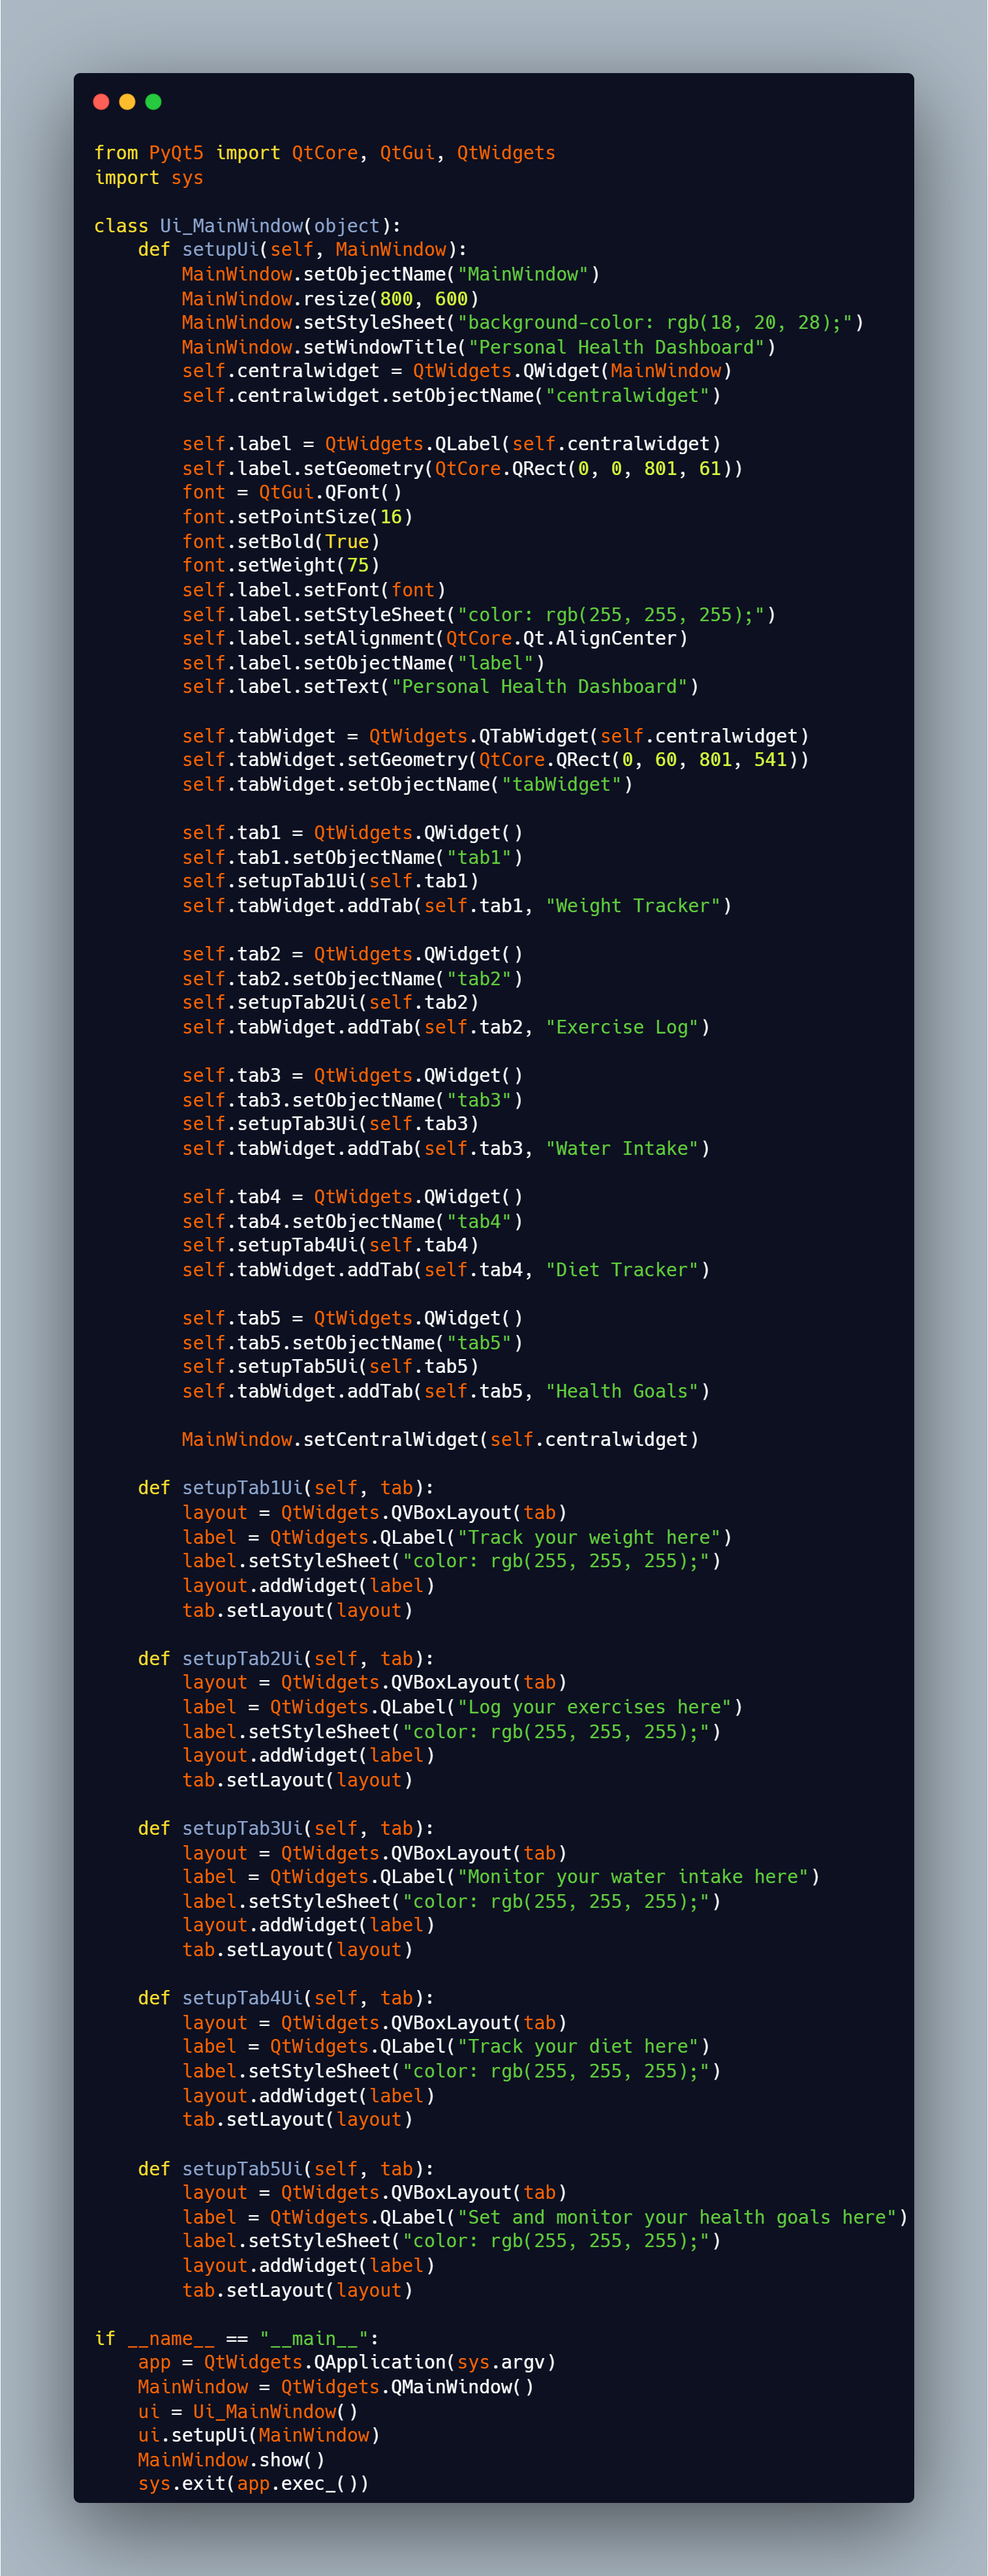 from PyQt5 import QtCore, QtGui, QtWidgets
import sys

class Ui_MainWindow(object):
    def setupUi(self, MainWindow):
        MainWindow.setObjectName("MainWindow")
        MainWindow.resize(800, 600)
        MainWindow.setStyleSheet("background-color: rgb(18, 20, 28);")
        MainWindow.setWindowTitle("Personal Health Dashboard")
        self.centralwidget = QtWidgets.QWidget(MainWindow)
        self.centralwidget.setObjectName("centralwidget")

        self.label = QtWidgets.QLabel(self.centralwidget)
        self.label.setGeometry(QtCore.QRect(0, 0, 801, 61))
        font = QtGui.QFont()
        font.setPointSize(16)
        font.setBold(True)
        font.setWeight(75)
        self.label.setFont(font)
        self.label.setStyleSheet("color: rgb(255, 255, 255);")
        self.label.setAlignment(QtCore.Qt.AlignCenter)
        self.label.setObjectName("label")
        self.label.setText("Personal Health Dashboard")

        self.tabWidget = QtWidgets.QTabWidget(self.centralwidget)
        self.tabWidget.setGeometry(QtCore.QRect(0, 60, 801, 541))
        self.tabWidget.setObjectName("tabWidget")

        self.tab1 = QtWidgets.QWidget()
        self.tab1.setObjectName("tab1")
        self.setupTab1Ui(self.tab1)
        self.tabWidget.addTab(self.tab1, "Weight Tracker")

        self.tab2 = QtWidgets.QWidget()
        self.tab2.setObjectName("tab2")
        self.setupTab2Ui(self.tab2)
        self.tabWidget.addTab(self.tab2, "Exercise Log")

        self.tab3 = QtWidgets.QWidget()
        self.tab3.setObjectName("tab3")
        self.setupTab3Ui(self.tab3)
        self.tabWidget.addTab(self.tab3, "Water Intake")

        self.tab4 = QtWidgets.QWidget()
        self.tab4.setObjectName("tab4")
        self.setupTab4Ui(self.tab4)
        self.tabWidget.addTab(self.tab4, "Diet Tracker")

        self.tab5 = QtWidgets.QWidget()
        self.tab5.setObjectName("tab5")
        self.setupTab5Ui(self.tab5)
        self.tabWidget.addTab(self.tab5, "Health Goals")

        MainWindow.setCentralWidget(self.centralwidget)

    def setupTab1Ui(self, tab):
        layout = QtWidgets.QVBoxLayout(tab)
        label = QtWidgets.QLabel("Track your weight here")
        label.setStyleSheet("color: rgb(255, 255, 255);")
        layout.addWidget(label)
        tab.setLayout(layout)

    def setupTab2Ui(self, tab):
        layout = QtWidgets.QVBoxLayout(tab)
        label = QtWidgets.QLabel("Log your exercises here")
        label.setStyleSheet("color: rgb(255, 255, 255);")
        layout.addWidget(label)
        tab.setLayout(layout)

    def setupTab3Ui(self, tab):
        layout = QtWidgets.QVBoxLayout(tab)
        label = QtWidgets.QLabel("Monitor your water intake here")
        label.setStyleSheet("color: rgb(255, 255, 255);")
        layout.addWidget(label)
        tab.setLayout(layout)

    def setupTab4Ui(self, tab):
        layout = QtWidgets.QVBoxLayout(tab)
        label = QtWidgets.QLabel("Track your diet here")
        label.setStyleSheet("color: rgb(255, 255, 255);")
        layout.addWidget(label)
        tab.setLayout(layout)

    def setupTab5Ui(self, tab):
        layout = QtWidgets.QVBoxLayout(tab)
        label = QtWidgets.QLabel("Set and monitor your health goals here")
        label.setStyleSheet("color: rgb(255, 255, 255);")
        layout.addWidget(label)
        tab.setLayout(layout)

if __name__ == "__main__":
    app = QtWidgets.QApplication(sys.argv)
    MainWindow = QtWidgets.QMainWindow()
    ui = Ui_MainWindow()
    ui.setupUi(MainWindow)
    MainWindow.show()
    sys.exit(app.exec_())